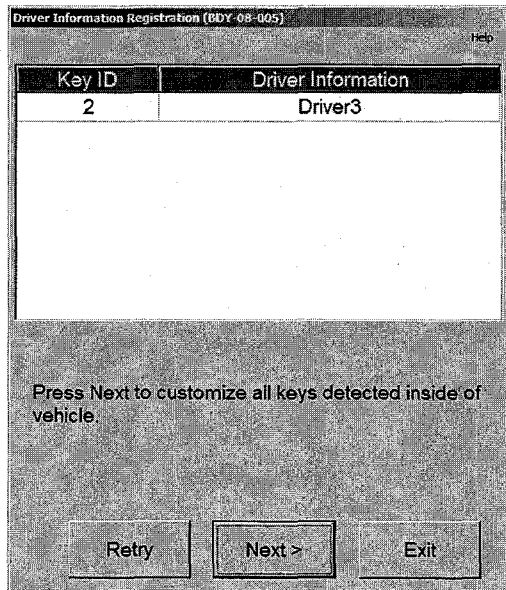 Driver Information Registration (BDY-08-005)
Help
Key ID Driver Information
2 Driver3
Press Next to customize all keys detected inside of
vehicle.
Retry Next > Exit